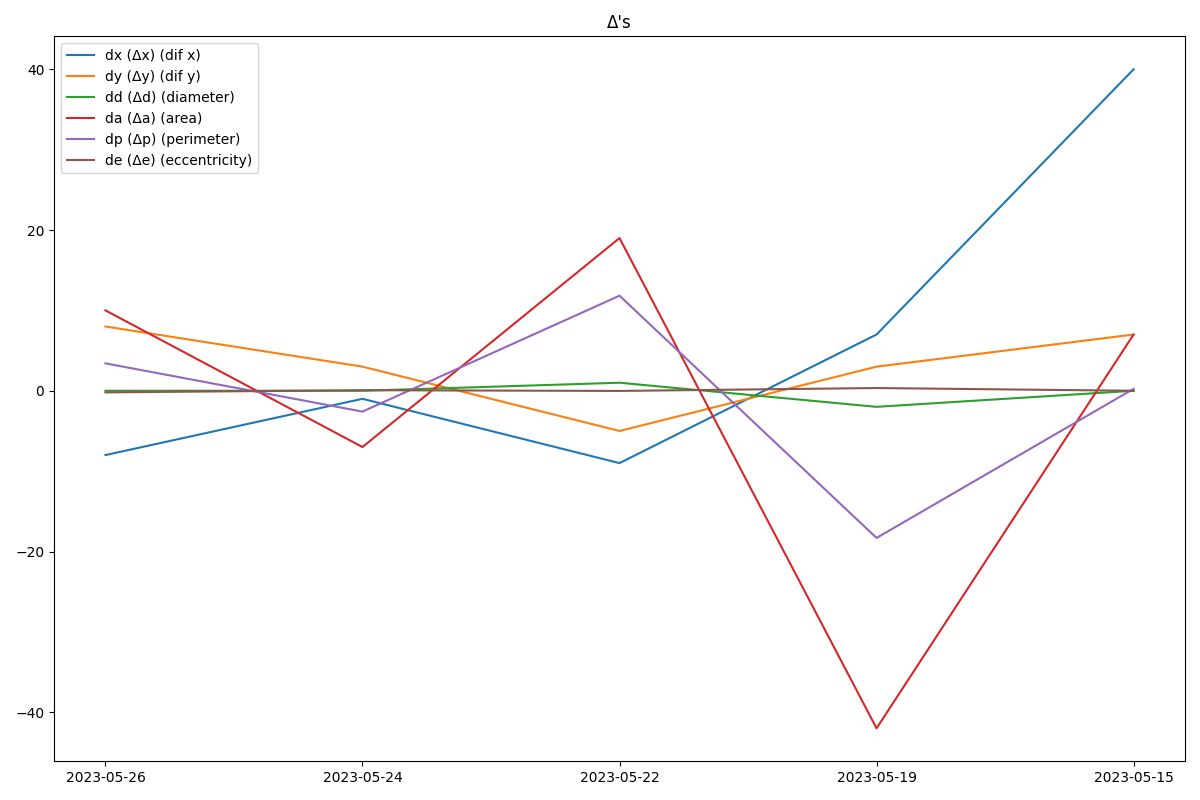 Δ's
dx (Δx) (dif x)
dy (Δy) (dif y)
dd (Δd) (diameter)
da (Δa) (area)
dp (Δp) (perimeter)
de (Δe) (eccentricity)
40
20
0
−20
−40
2023-05-26 2023-05-24 2023-05-22 2023-05-19 2023-05-15